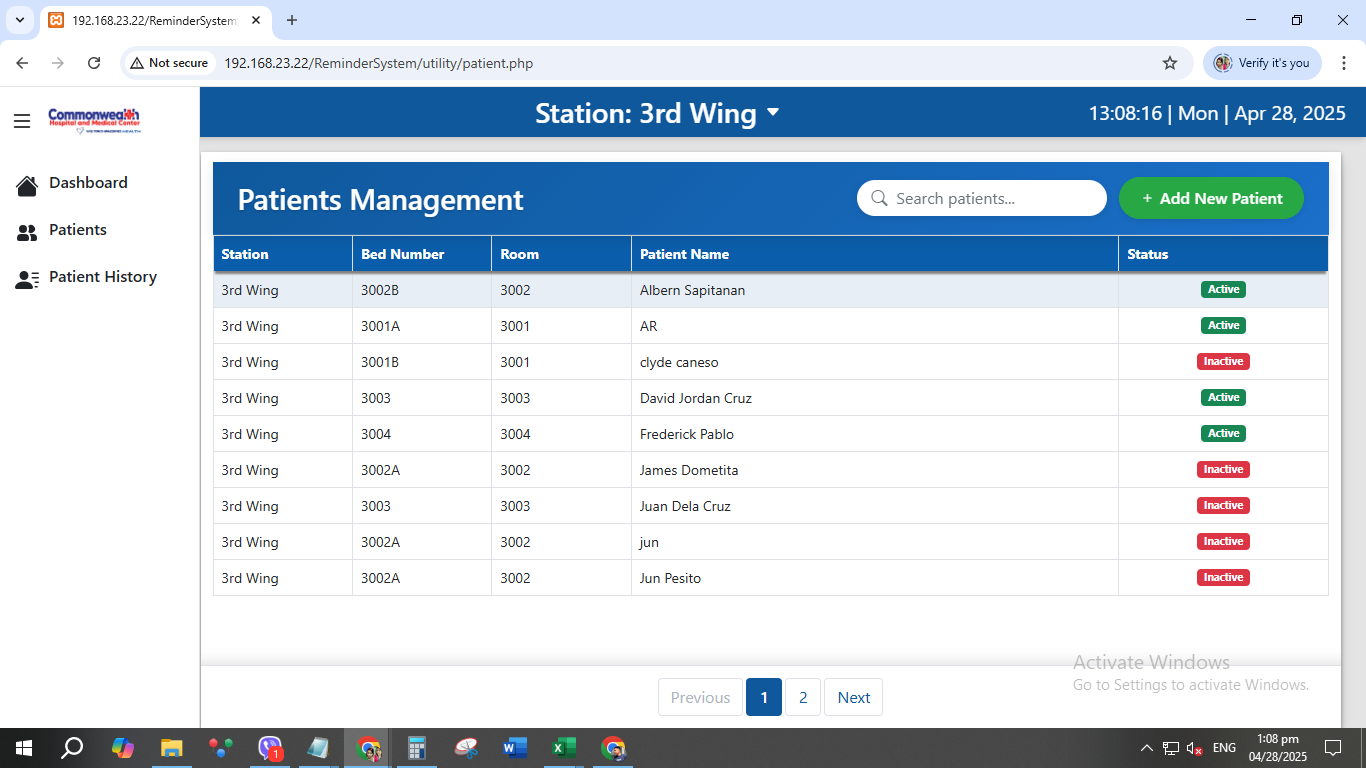 192.168.23.22/ReminderSystem
Not secure 192.168.23.22/ReminderSystem/utility/patient.php Verify it's you
Commonwealth
Hospital and Medical Center
Station: 3rd Wing 13:08:16 | Mon | Apr 28, 2025
Dashboard
Patients
Patient History
Patients Management Search patients... + Add New Patient
Station Bed Number Room Patient Name Status
3rd Wing 3002B 3002 Albern Sapitanan Active
3rd Wing 3001A 3001 AR Active
3rd Wing 3001B 3001 clyde caneso Inactive
3rd Wing 3003 3003 David Jordan Cruz Active
3rd Wing 3004 3004 Frederick Pablo Active
3rd Wing 3002A 3002 James Dometita Inactive
3rd Wing 3003 3003 Juan Dela Cruz Inactive
3rd Wing 3002A 3002 jun Inactive
3rd Wing 3002A 3002 Jun Pesito Inactive
Activate Windows
Go to Settings to activate Windows.
Previous 1 2 Next
1
ENG
1:08 pm
04/28/2025